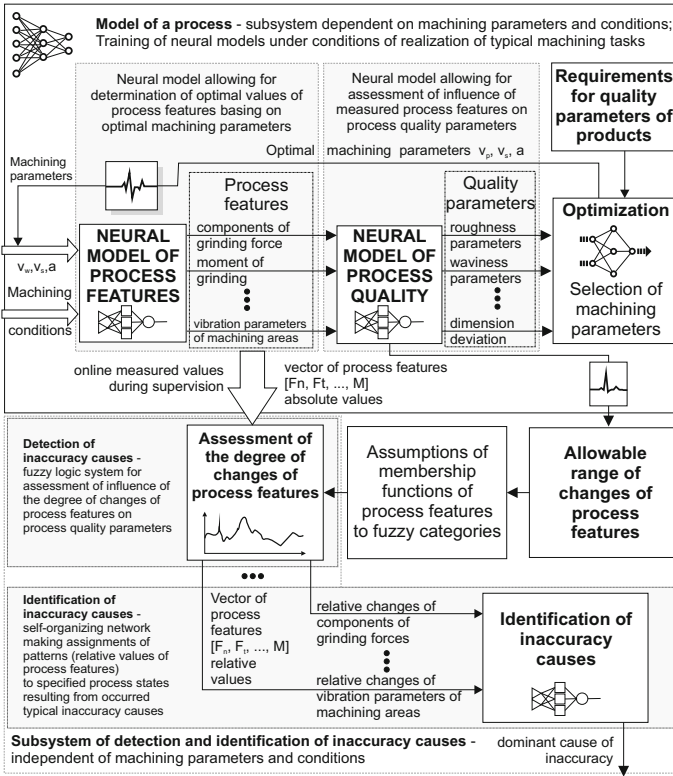 Model of a process - subsystem dependent on machining parameters and conditions;
Training of neural models under conditions of realization of typical machining tasks
Neural model allowing for
determination of optimal values of
process features basing on
optimal machining parameters
Neural model allowing for
assessment of influence of
measured process features on
process quality parameters
Requirements
for quality
parameters of
products
Optimal machining parameters vₚ, vₛ, a
Machining
parameters
Process
features
Quality
parameters
NEURAL
MODEL OF
PROCESS
FEATURES
components of
grinding force
moment of
grinding
vibration parameters
of machining areas
NEURAL
MODEL OF
PROCESS
QUALITY
roughness
parameters
waviness
parameters
dimension
deviation
Optimization
Selection of
machining
parameters
v_w,vₛ,a
Machining
conditions
online measured values
during supervision
vector of process features
[Fn, Ft, ..., M]
absolute values
Detection of
inaccuracy causes -
fuzzy logic system for
assessment of influence of
the degree of changes of
process features on
process quality parameters
Assessment of
the degree of
changes of
process features
Assumptions of
membership
functions of
process features
to fuzzy categories
Allowable
range of
changes of
process
features
Identification of
inaccuracy causes -
self-organizing network
making assignments of
patterns (relative values of
process features)
to specified process states
resulting from occurred
typical inaccuracy causes
Vector of
process
features
[Fₙ, Fₜ, ..., M]
relative
values
relative changes of
components of
grinding forces
relative changes of
vibration parameters of
machining areas
Identification of
inaccuracy
causes
Subsystem of detection and identification of inaccuracy causes -
independent of machining parameters and conditions
dominant cause of
inaccuracy